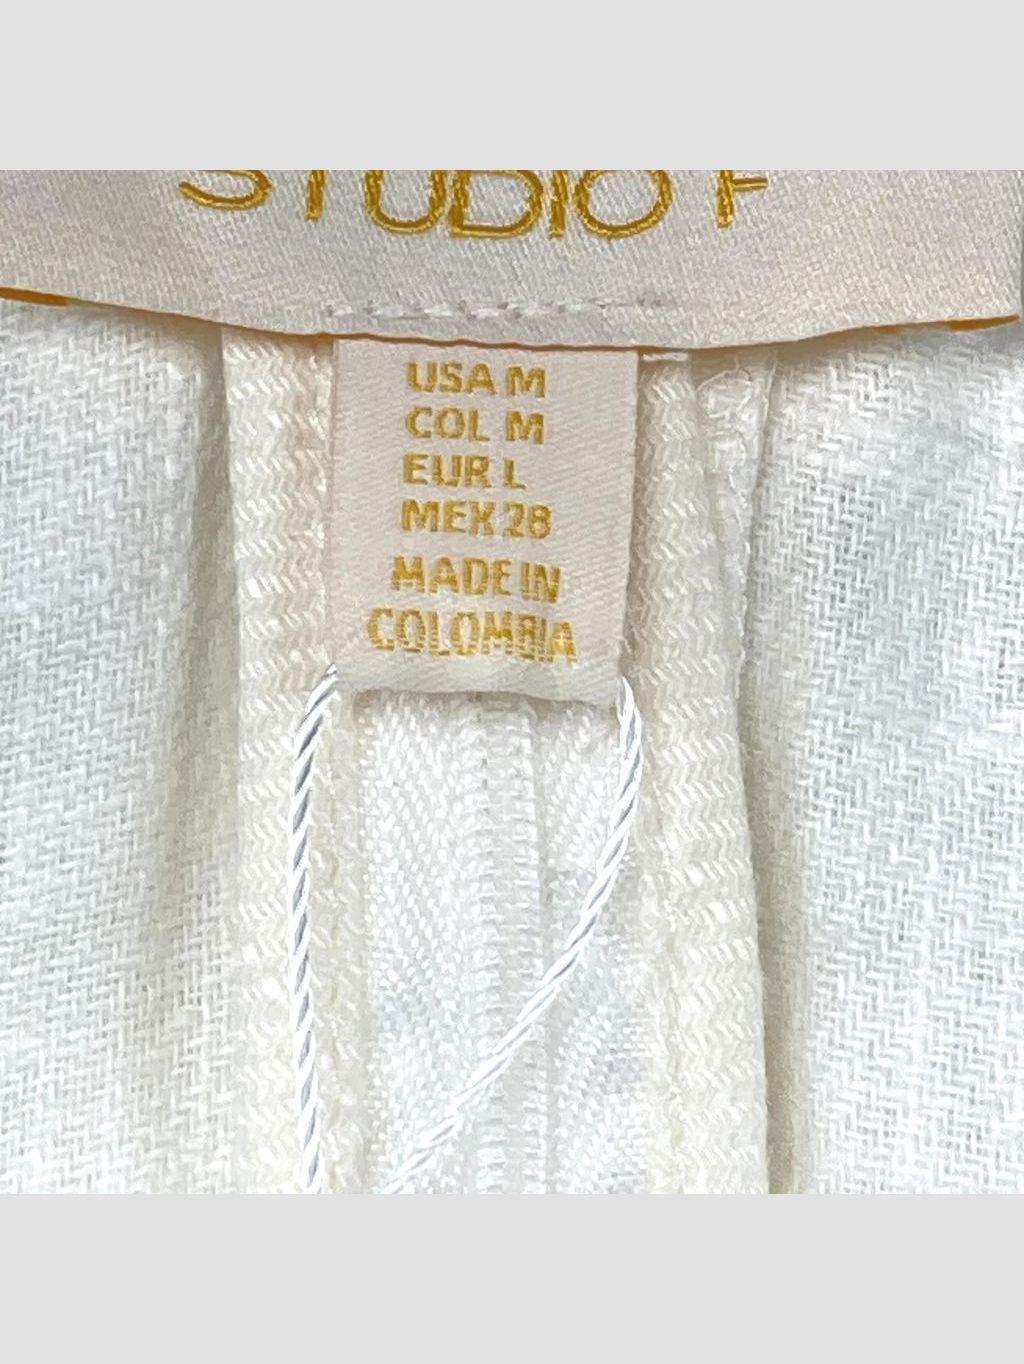 STUDIO F
USA M
COL M
EUR L
MEX 28
MADE IN
COLOMBIA